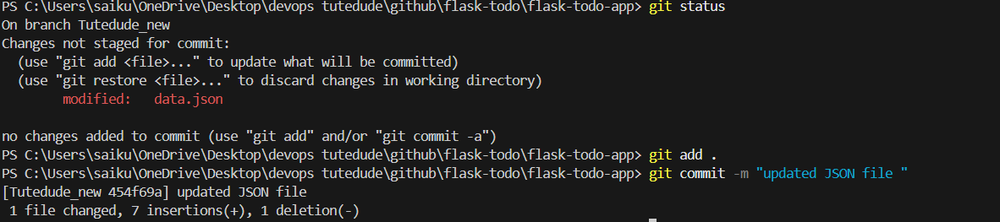 PS C:\Users\saiku\OneDrive\Desktop\devops tutedude\github\flask-todo\flask-todo-app> git status
On branch Tutedude_new
Changes not staged for commit:
  (use "git add <file>..." to update what will be committed)
  (use "git restore <file>..." to discard changes in working directory)
        modified:   data.json

no changes added to commit (use "git add" and/or "git commit -a")
PS C:\Users\saiku\OneDrive\Desktop\devops tutedude\github\flask-todo\flask-todo-app> git add .
PS C:\Users\saiku\OneDrive\Desktop\devops tutedude\github\flask-todo\flask-todo-app> git commit -m "updated JSON file "
[Tutedude_new 454f69a] updated JSON file
 1 file changed, 7 insertions(+), 1 deletion(-)